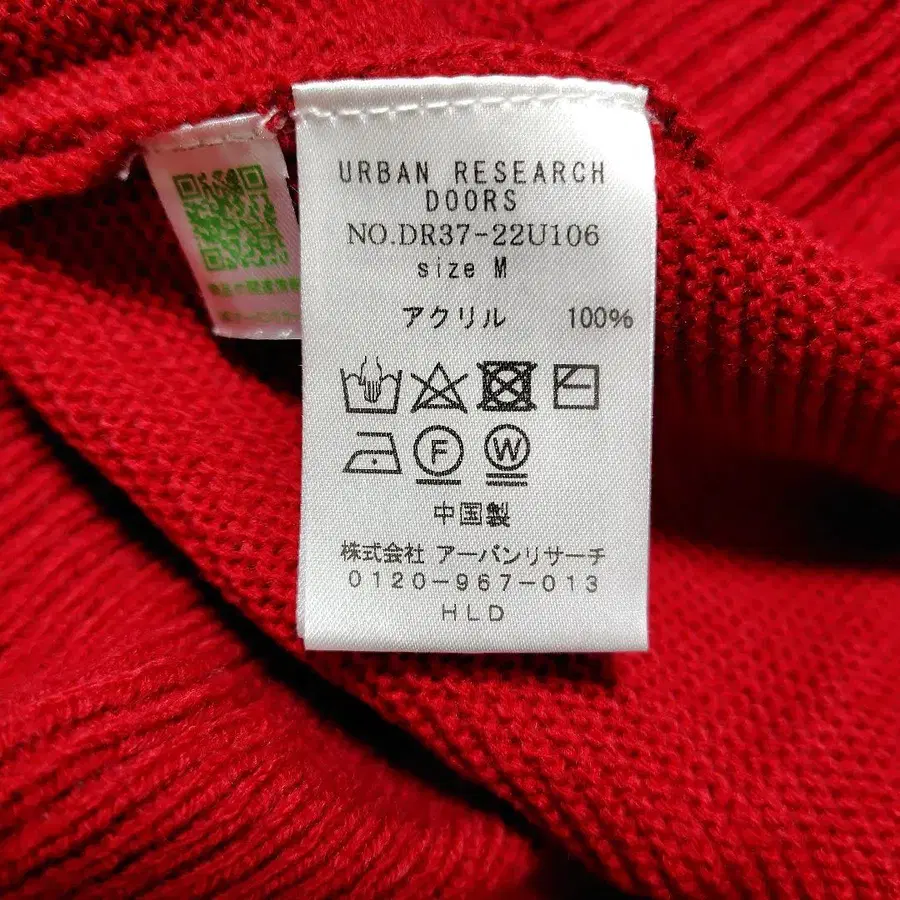 URBAN RESEARCH
DOORS
NO.DR37-22U106
size M
アクリル 100%
F W
中国製
株式会社 アーバンリサーチ
0120-967-013
HLD